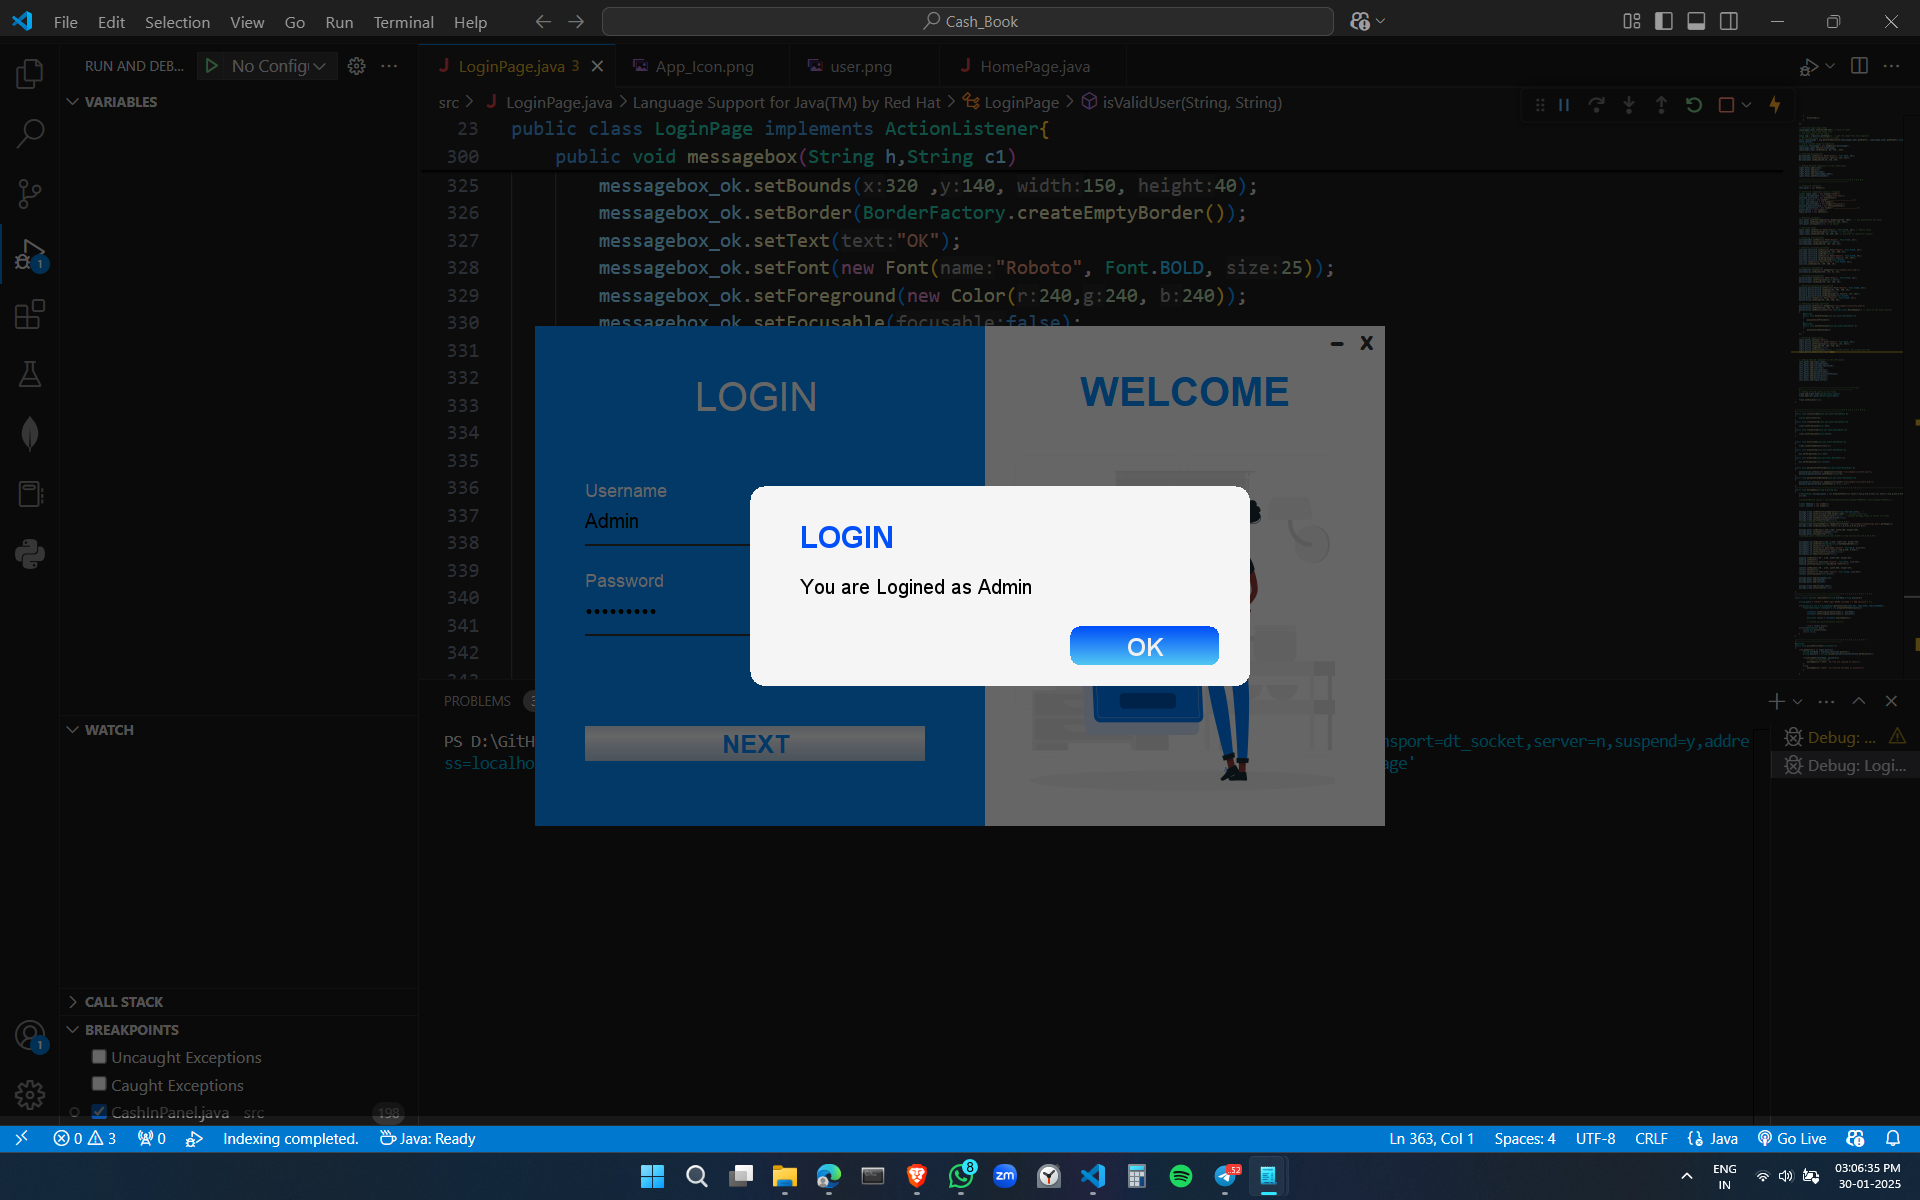 File Edit Selection View Go Run Terminal Help
Cash_Book
RUN AND DEB... No Config
LoginPage.java 3
App_Icon.png
user.png
HomePage.java
VARIABLES
src > LoginPage.java > Language Support for Java(TM) by Red Hat > LoginPage > isValidUser(String, String)
23 public class LoginPage implements ActionListener{
300 public void messagebox(String h,String c1)
325 messagebox_ok.setBounds(x:320 ,y:140, width:150, height:40);
326 messagebox_ok.setBorder(BorderFactory.createEmptyBorder());
327 messagebox_ok.setText(text:"OK");
328 messagebox_ok.setFont(new Font(name:"Roboto", Font.BOLD, size:25));
329 messagebox_ok.setForeground(new Color(r:240,g:240, b:240));
330 messagebox_ok.setFocusable(focusable:false);
331
332
333
334
335
336
337
338
339
340
341
342
343
LOGIN
Username
Admin
Password
NEXT
WELCOME
– X
LOGIN
You are Logined as Admin
OK
PROBLEMS 3
PS D:\GitH
nsport=dt_socket,server=n,suspend=y,addre
ss=localho
age'
Debug: ...
Debug: Logi...
WATCH
CALL STACK
BREAKPOINTS
Uncaught Exceptions
Caught Exceptions
CashInPanel.java src 198
1
1
0 3 0 Indexing completed. Java: Ready
Ln 363, Col 1 Spaces: 4 UTF-8 CRLF {} Java Go Live
8
zm
52
ENG
IN
03:06:35 PM
30-01-2025